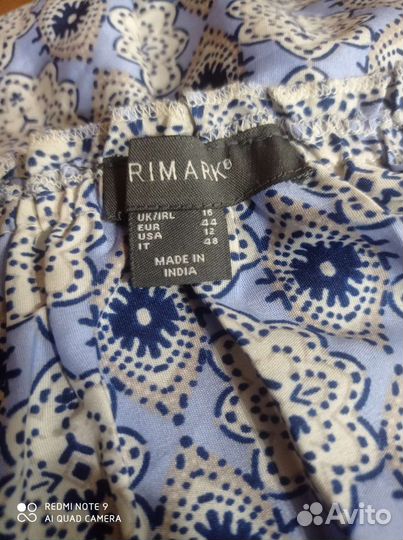 RIMARK
UK/IRL 16
EUR 44
USA 12
IT 48
MADE IN
INDIA
REDMI NOTE 9
AI QUAD CAMERA
Avito